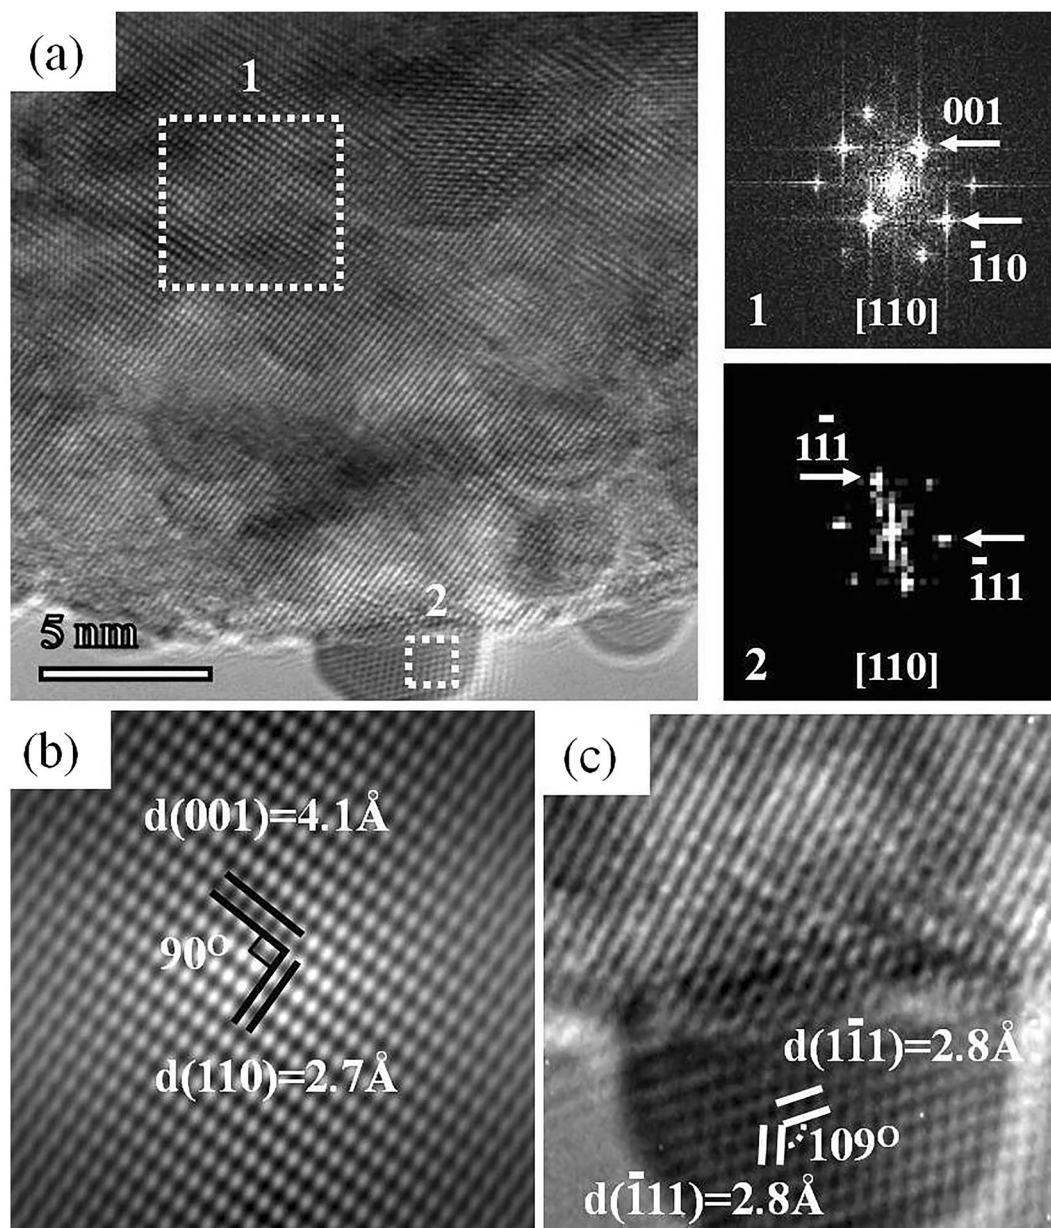 (a)
1
2
5 nm
001
1̄10
1
[110]
11̄1
1̄11
2
[110]
(b)
d(001)=4.1Å
90°
d(110)=2.7Å
(c)
d(11̄1)=2.8Å
109°
d(1̄11)=2.8Å